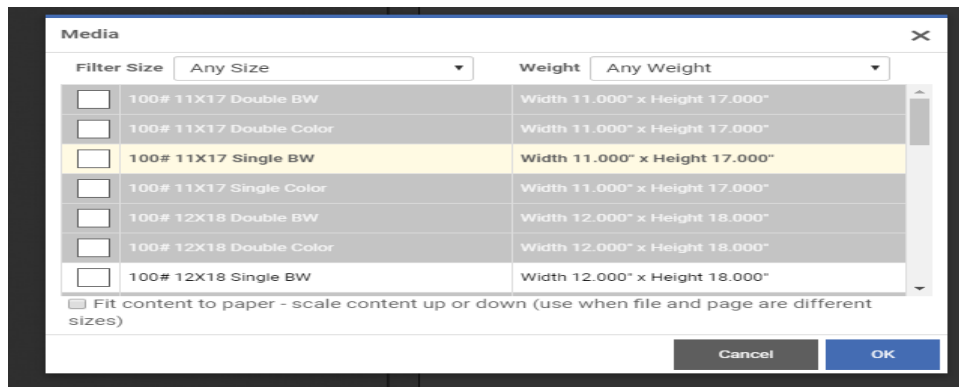 Media
Filter Size Any Size Weight Any Weight
100# 11X17 Double BW Width 11.000" x Height 17.000"
100# 11X17 Double Color Width 11.000" x Height 17.000"
100# 11X17 Single BW Width 11.000" x Height 17.000"
100# 11X17 Single Color Width 11.000" x Height 17.000"
100# 12X18 Double BW Width 12.000" x Height 18.000"
100# 12X18 Double Color Width 12.000" x Height 18.000"
100# 12X18 Single BW Width 12.000" x Height 18.000"
Fit content to paper - scale content up or down (use when file and page are different
sizes)
Cancel OK